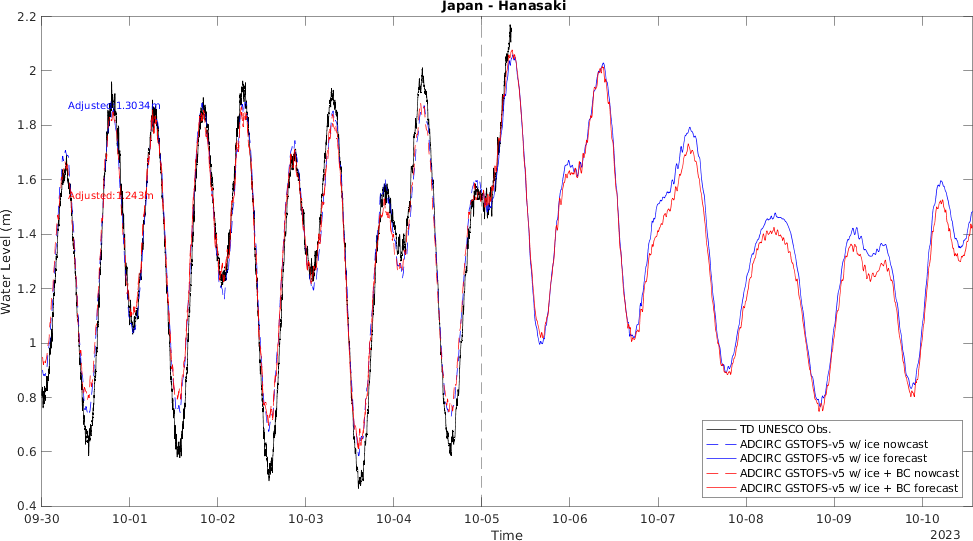 Japan - Hanasaki
2.2
2
1.8
1.6
1.4
1.2
1
0.8
0.6
0.4
Water Level (m)
Adjusted:1.3034m
Adjusted:1.243m
TD UNESCO Obs.
ADCIRC GSTOFS-v5 w/ ice nowcast
ADCIRC GSTOFS-v5 w/ ice forecast
ADCIRC GSTOFS-v5 w/ ice + BC nowcast
ADCIRC GSTOFS-v5 w/ ice + BC forecast
09-30 10-01 10-02 10-03 10-04 10-05 10-06 10-07 10-08 10-09 10-10
Time 2023